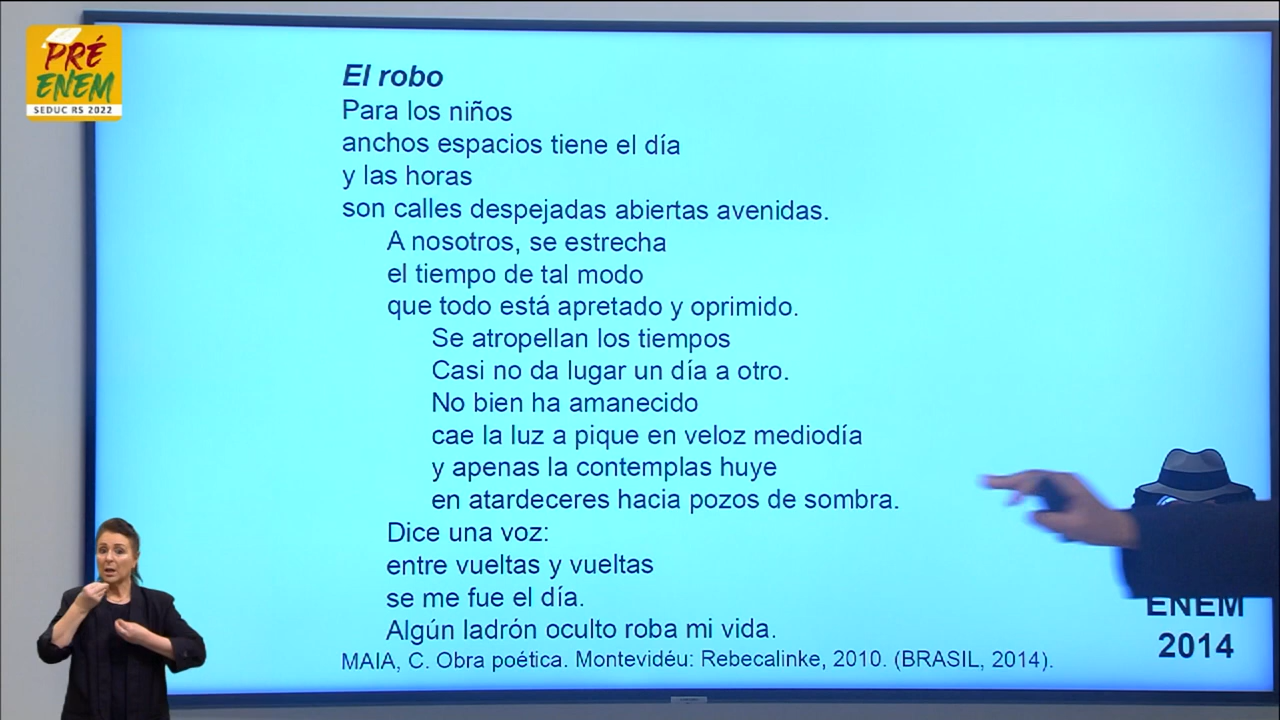 PRÉ
ENEM
SEDUC RS 2022
El robo
Para los niños
anchos espacios tiene el día
y las horas
son calles despejadas abiertas avenidas.
A nosotros, se estrecha
el tiempo de tal modo
que todo está apretado y oprimido.
Se atropellan los tiempos
Casi no da lugar un día a otro.
No bien ha amanecido
cae la luz a pique en veloz mediodía
y apenas la contemplas huye
en atardeceres hacia pozos de sombra.
Dice una voz:
entre vueltas y vueltas
se me fue el día.
Algún ladrón oculto roba mi vida.
MAIA, C. Obra poética. Montevidéu: Rebecalinke, 2010. (BRASIL, 2014).
ENEM
2014